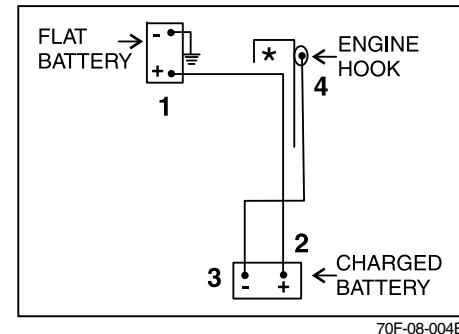 FLAT
BATTERY
-
+
1
*
ENGINE
HOOK
4
2
3
-
+
CHARGED
BATTERY
70F-08-004E